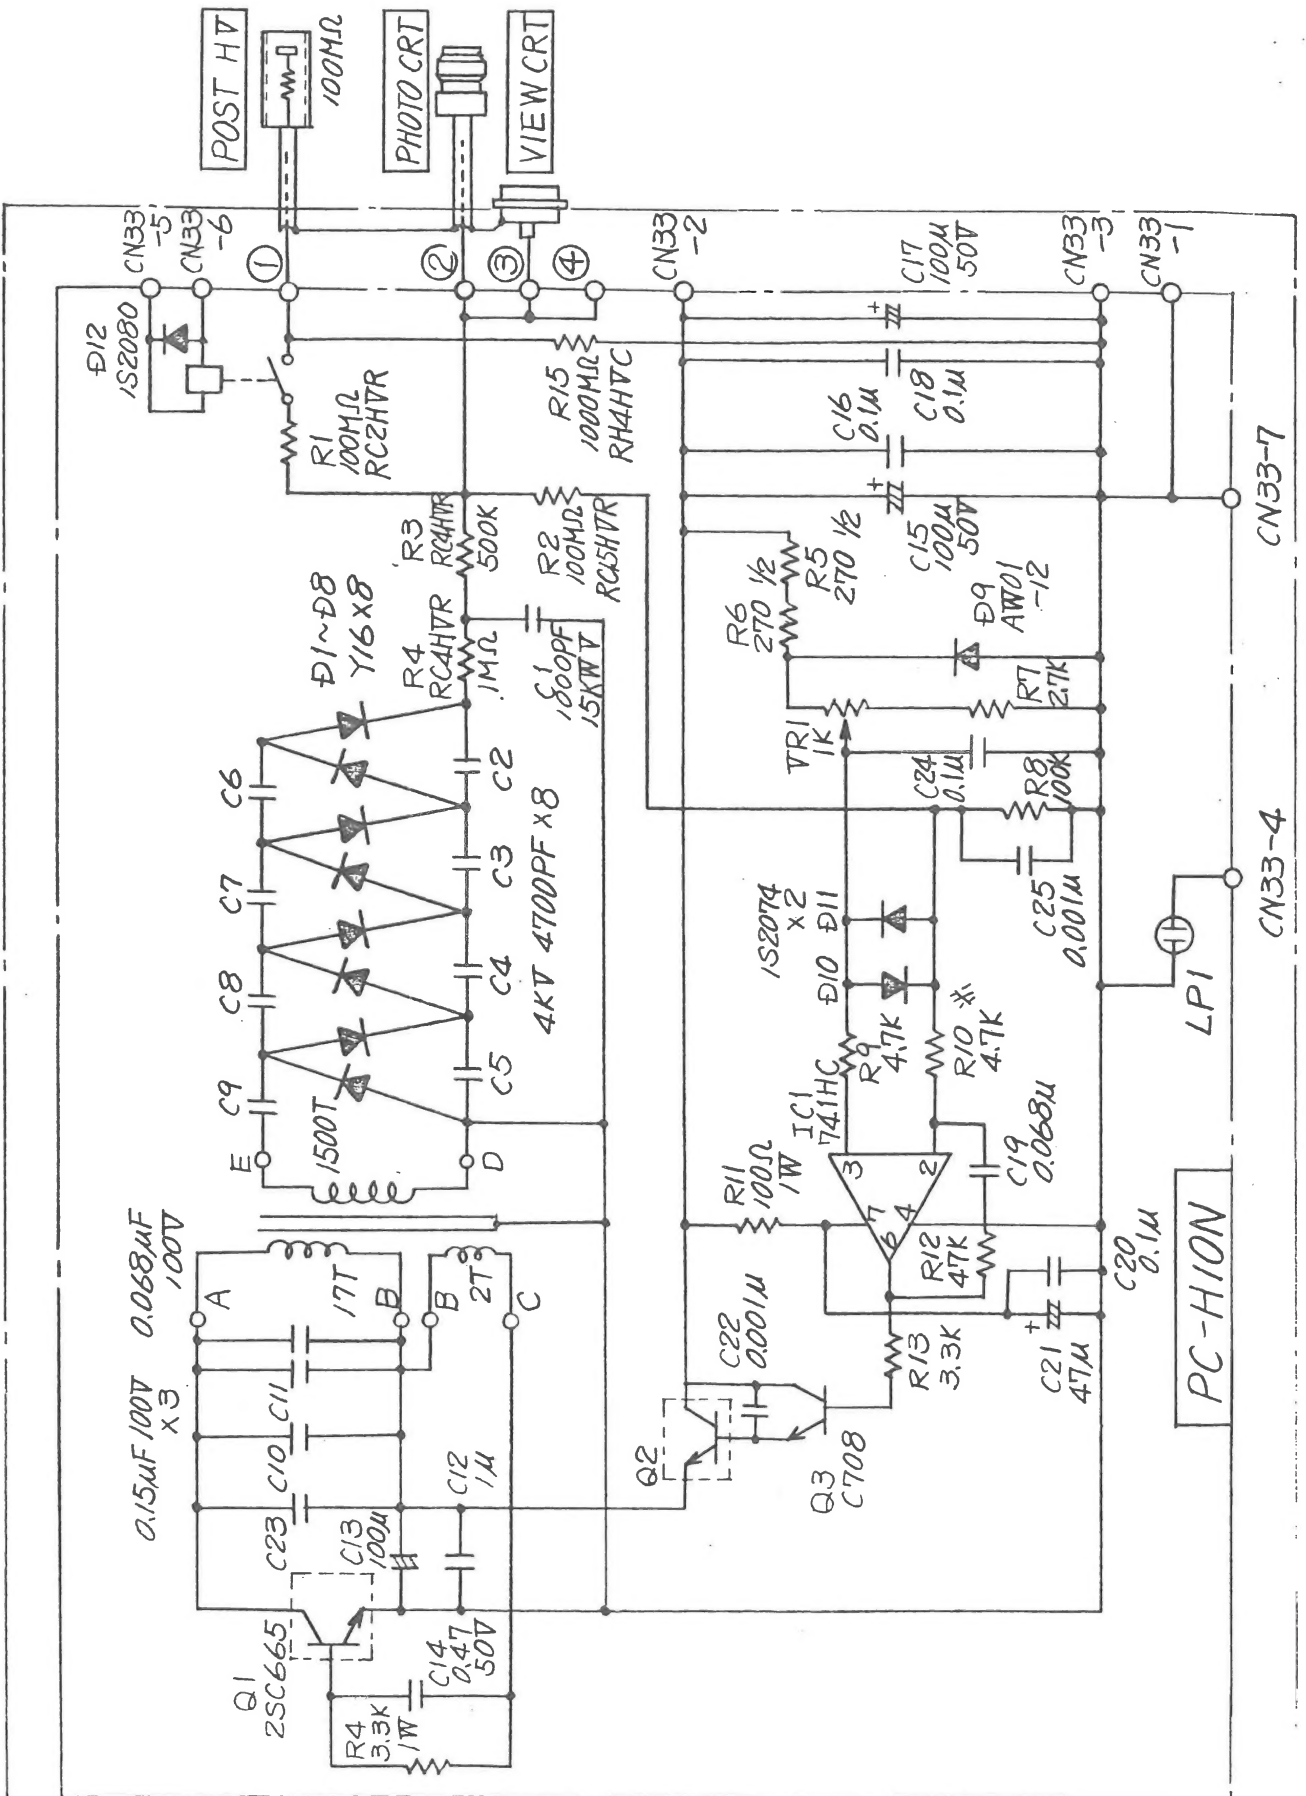 POST HV
100MΩ
PHOTO CRT
VIEW CRT
CN33
-5
CN33
-6
①
②
③
④
CN33
-2
CN33
-3
CN33
-1
D12
1S2080
R1
100MΩ
RC2HVR
R15
1000MΩ
RH4HVC
C17
100μ
50V
C18
0.1μ
C16
0.1μ
C15
100μ
50V
CN33-7
D1~D8
Y16×8
R3
RC4HVR
500K
R2
100MΩ
RC15HVR
R4
RC4HVR
1MΩ
C1
1000PF
15KWV
R5
270 1/2
R6
270 1/2
D9
AW01
-12
R7
2.7K
VR1
1K
C24
0.1μ
R8
100K
C25
0.001μ
CN33-4
LP1
C6
C7
C8
C9
C2
C3
C4
C5
4KV 4700PF×8
1S2074
×2
D10
D11
R9
4.7K
R10 ※
4.7K
IC1
741HC
3
2
7
4
6
R11
100Ω
1W
C19
0.068μ
R12
47K
C20
0.1μ
C21
47μ
R13
3.3K
C22
0.001μ
E
D
1500T
0.068μF
100V
0.15μF/100V
×3
A
B
B
C
17T
2T
C11
C10
C23
C13
100μ
C12
1μ
Q2
Q3
C708
Q1
2SC665
C14
0.47
50V
R4
3.3K
1W
PC-H10N